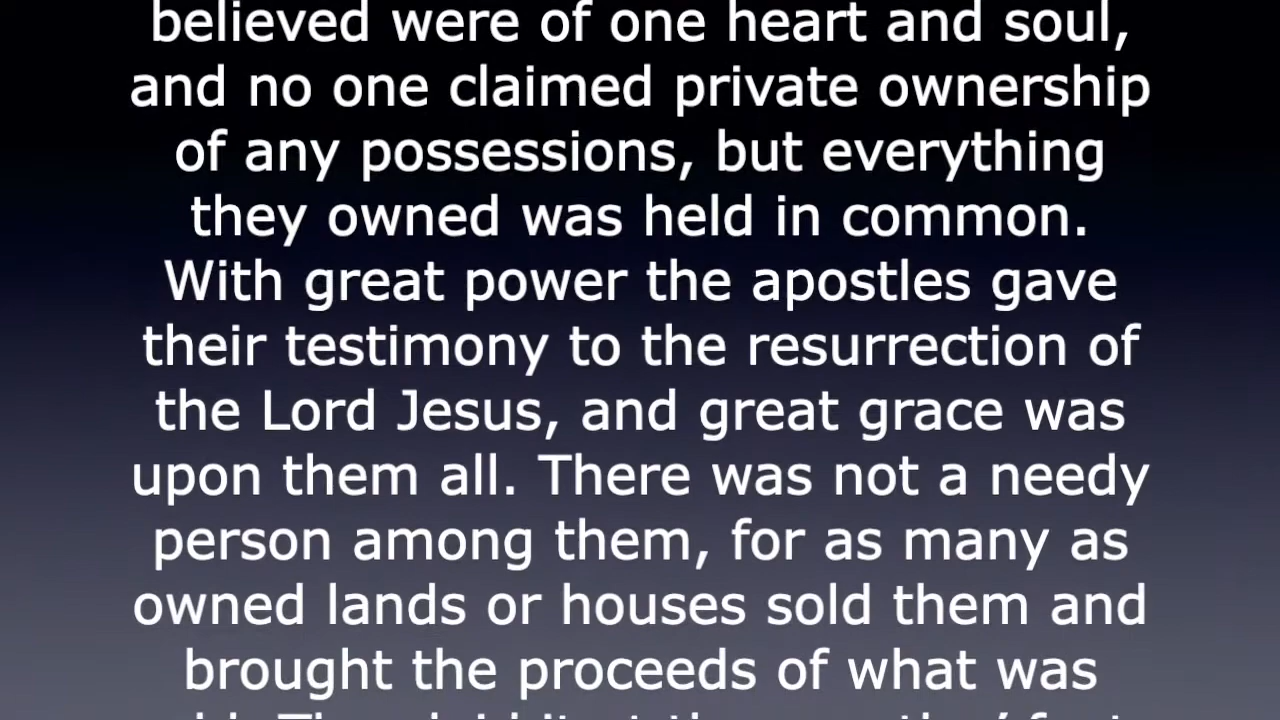 believed were of one heart and soul,
and no one claimed private ownership
of any possessions, but everything
they owned was held in common.
With great power the apostles gave
their testimony to the resurrection of
the Lord Jesus, and great grace was
upon them all. There was not a needy
person among them, for as many as
owned lands or houses sold them and
brought the proceeds of what was